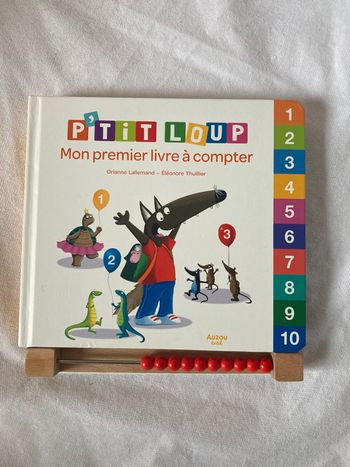 P'TIT LOUP
Mon premier livre à compter
Orianne Lallemand – Éléonore Thuillier
1
2
3
1
2
3
4
5
6
7
8
9
10
AUZOU
éveil